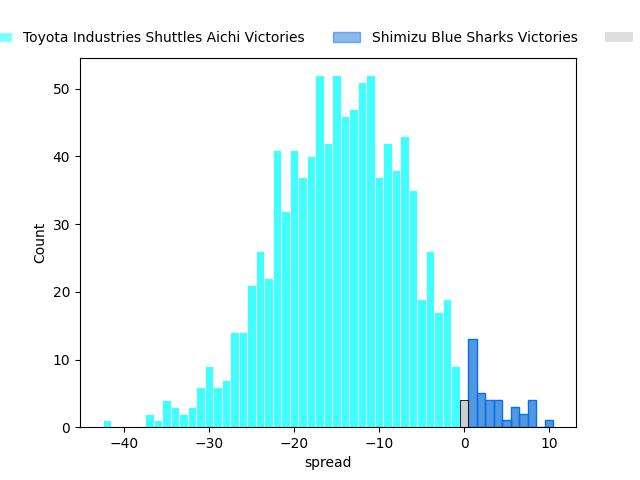 Toyota Industries Shuttles Aichi Victories Shimizu Blue Sharks Victories
50
40
30
20
10
0
Count
−40 −30 −20 −10 0 10
spread